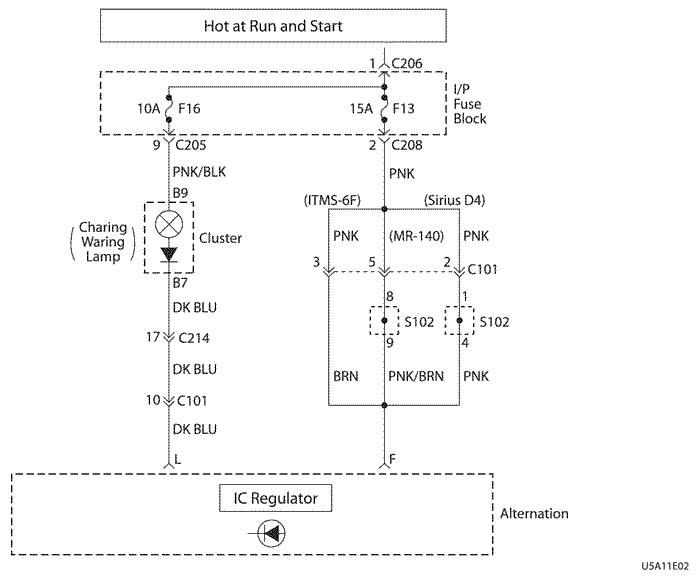 Hot at Run and Start
1 C206
10A F16
15A F13
I/P
Fuse
Block
9 C205
2 C208
PNK/BLK
PNK
B9
(ITMS-6F)
(Sirius D4)
(Charing
Waring
Lamp)
Cluster
PNK
(MR-140)
PNK
3
5
2
C101
B7
DK BLU
8
1
S102
S102
17 C214
9
4
DK BLU
BRN
PNK/BRN
PNK
10 C101
DK BLU
L
F
IC Regulator
Alternation
U5A11E02